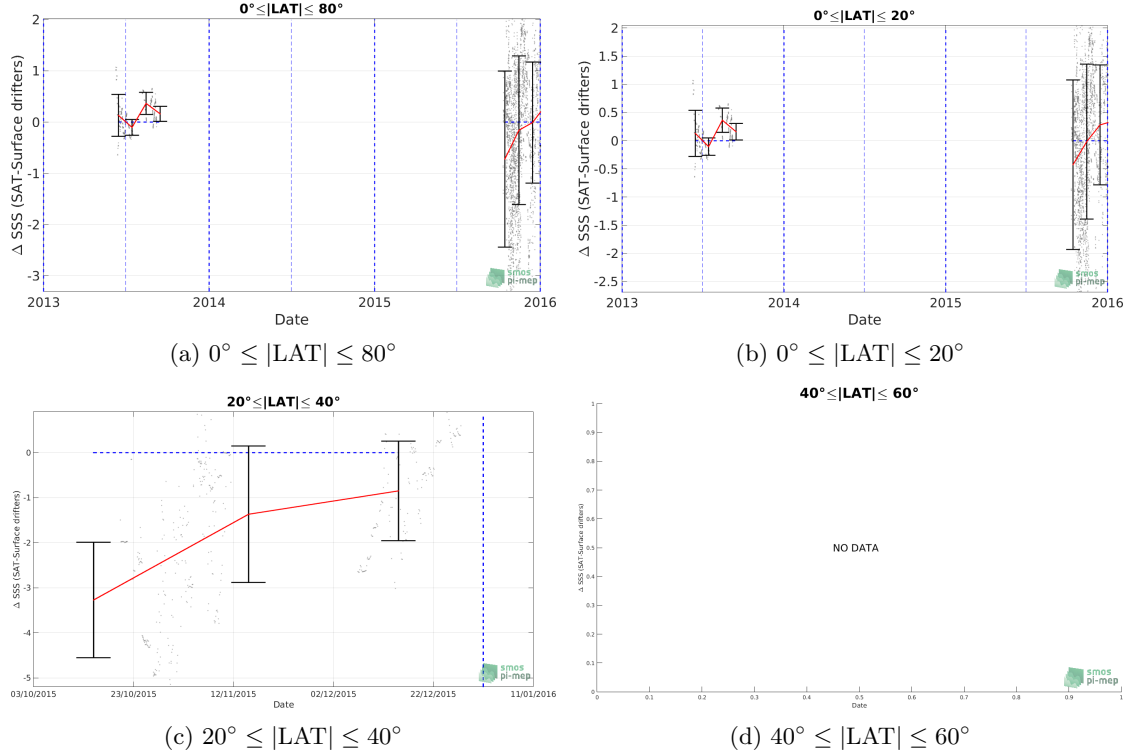 0°≤|LAT|≤ 80°
Δ SSS (SAT-Surface drifters)
2
1
0
-1
-2
-3
2013
2014
2015
2016
Date
smos
pi-mep
(a) 0° ≤ |LAT| ≤ 80°
0°≤|LAT|≤ 20°
Δ SSS (SAT-Surface drifters)
2
1.5
1
0.5
0
-0.5
-1
-1.5
-2
-2.5
2013
2014
2015
2016
Date
smos
pi-mep
(b) 0° ≤ |LAT| ≤ 20°
20°≤|LAT|≤ 40°
Δ SSS (SAT-Surface drifters)
0
-1
-2
-3
-4
-5
03/10/2015
23/10/2015
12/11/2015
02/12/2015
22/12/2015
11/01/2016
Date
smos
pi-mep
(c) 20° ≤ |LAT| ≤ 40°
40°≤|LAT|≤ 60°
Δ SSS (SAT-Surface drifters)
1
0.9
0.8
0.7
0.6
0.5
0.4
0.3
0.2
0.1
0
NO DATA
0
0.1
0.2
0.3
0.4
0.5
0.6
0.7
0.8
0.9
1
Date
smos
pi-mep
(d) 40° ≤ |LAT| ≤ 60°